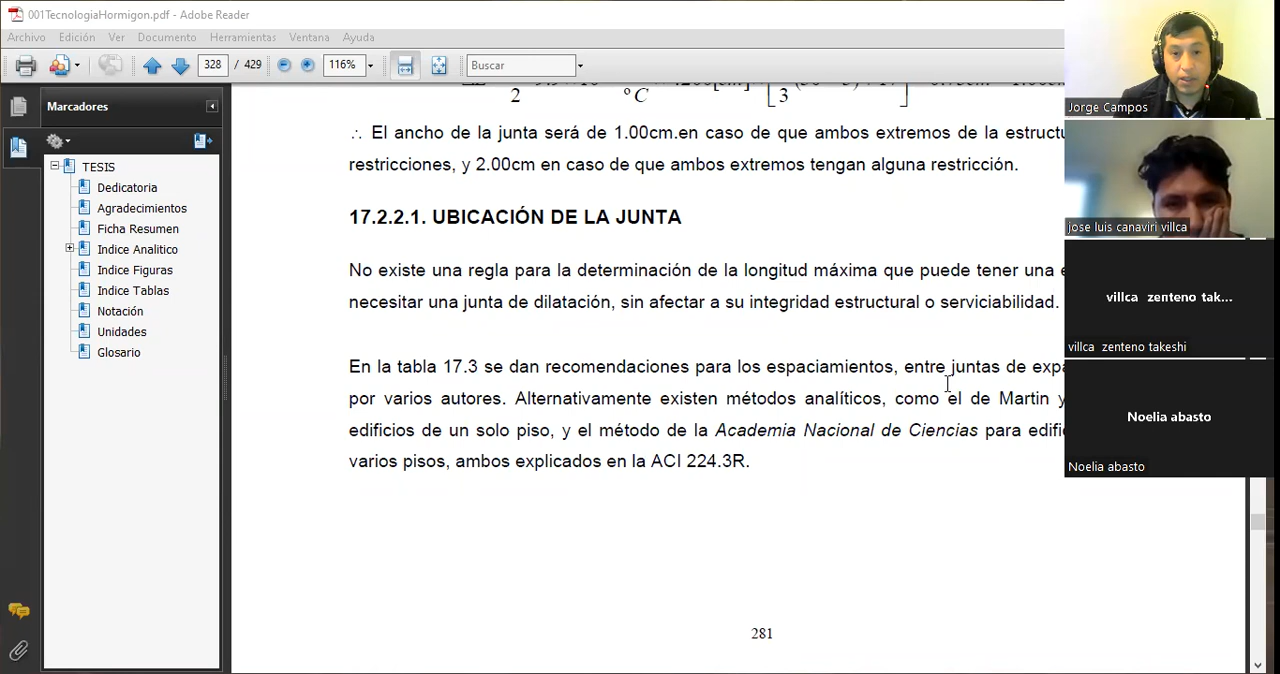 001TecnologiaHormigon.pdf - Adobe Reader
Archivo Edición Ver Documento Herramientas Ventana Ayuda
328 / 429 116% Buscar
Marcadores
TESIS
Dedicatoria
Agradecimientos
Ficha Resumen
Indice Analitico
Indice Figuras
Indice Tablas
Notación
Unidades
Glosario
2 °C 3
∴ El ancho de la junta será de 1.00cm.en caso de que ambos extremos de la
restricciones, y 2.00cm en caso de que ambos extremos tengan alguna restricción.
17.2.2.1. UBICACIÓN DE LA JUNTA
No existe una regla para la determinación de la longitud máxima que puede tener una
necesitar una junta de dilatación, sin afectar a su integridad estructural o serviciabilidad.
En la tabla 17.3 se dan recomendaciones para los espaciamientos, entre juntas de
por varios autores. Alternativamente existen métodos analíticos, como el de Martin y
edificios de un solo piso, y el método de la Academia Nacional de Ciencias para
varios pisos, ambos explicados en la ACI 224.3R.
281
Jorge Campos
jose luis canaviri villca
villca zenteno tak...
villca zenteno takeshi
Noelia abasto
Noelia abasto